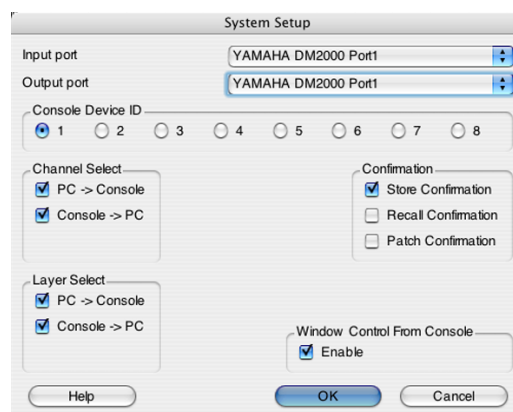 System Setup
Input port YAMAHA DM2000 Port1
Output port YAMAHA DM2000 Port1
Console Device ID
1 2 3 4 5 6 7 8
Channel Select
PC -> Console
Console -> PC
Confirmation
Store Confirmation
Recall Confirmation
Patch Confirmation
Layer Select
PC -> Console
Console -> PC
Window Control From Console
Enable
Help OK Cancel